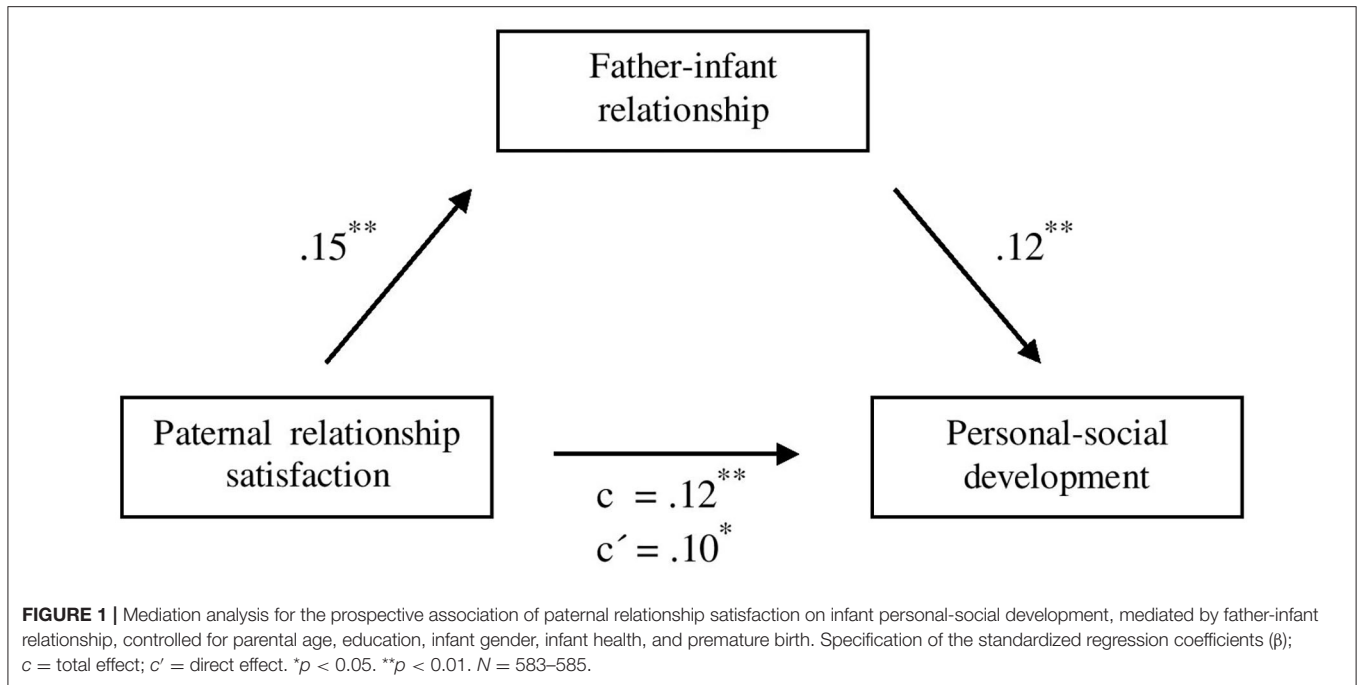 Father-infant
relationship
.15**
.12**
Paternal relationship
satisfaction
c = .12**
c´ = .10*
Personal-social
development
FIGURE 1 | Mediation analysis for the prospective association of paternal relationship satisfaction on infant personal-social development, mediated by father-infant
relationship, controlled for parental age, education, infant gender, infant health, and premature birth. Specification of the standardized regression coefficients (β);
c = total effect; c′ = direct effect. *p < 0.05. **p < 0.01. N = 583–585.